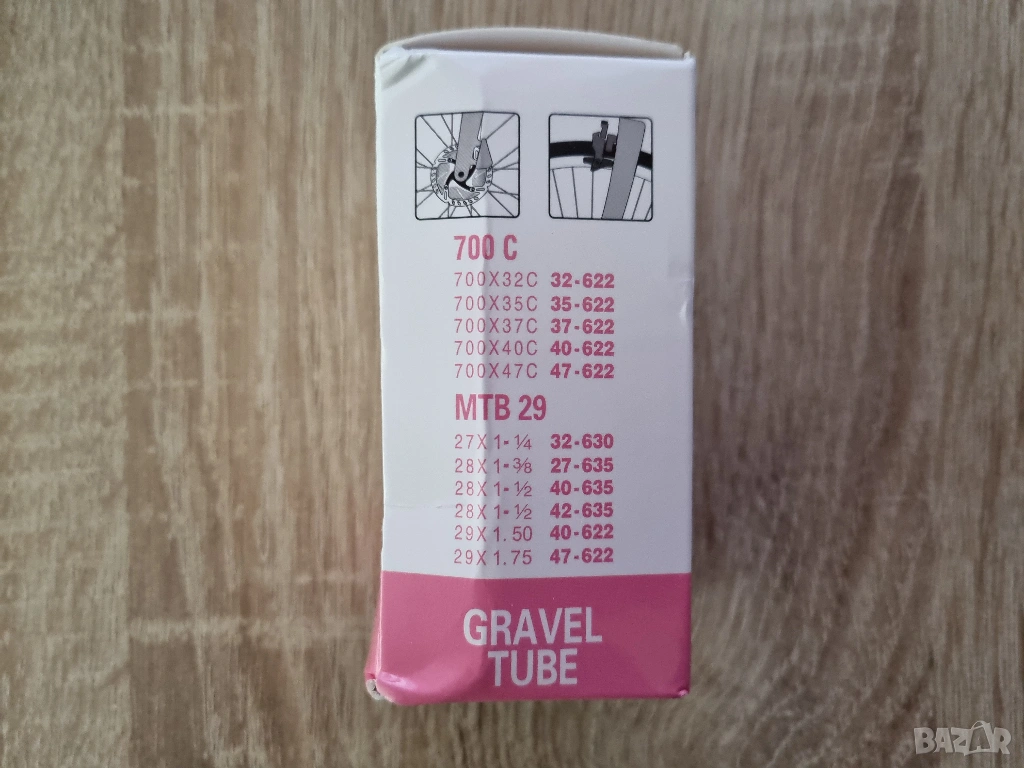 700 C
700X32C 32-622
700X35C 35-622
700X37C 37-622
700X40C 40-622
700X47C 47-622
MTB 29
27X1-1/4 32-630
28X1-3/8 27-635
28X1-1/2 40-635
28X1-1/2 42-635
29X1.50 40-622
29X1.75 47-622
GRAVEL
TUBE
BAZAR